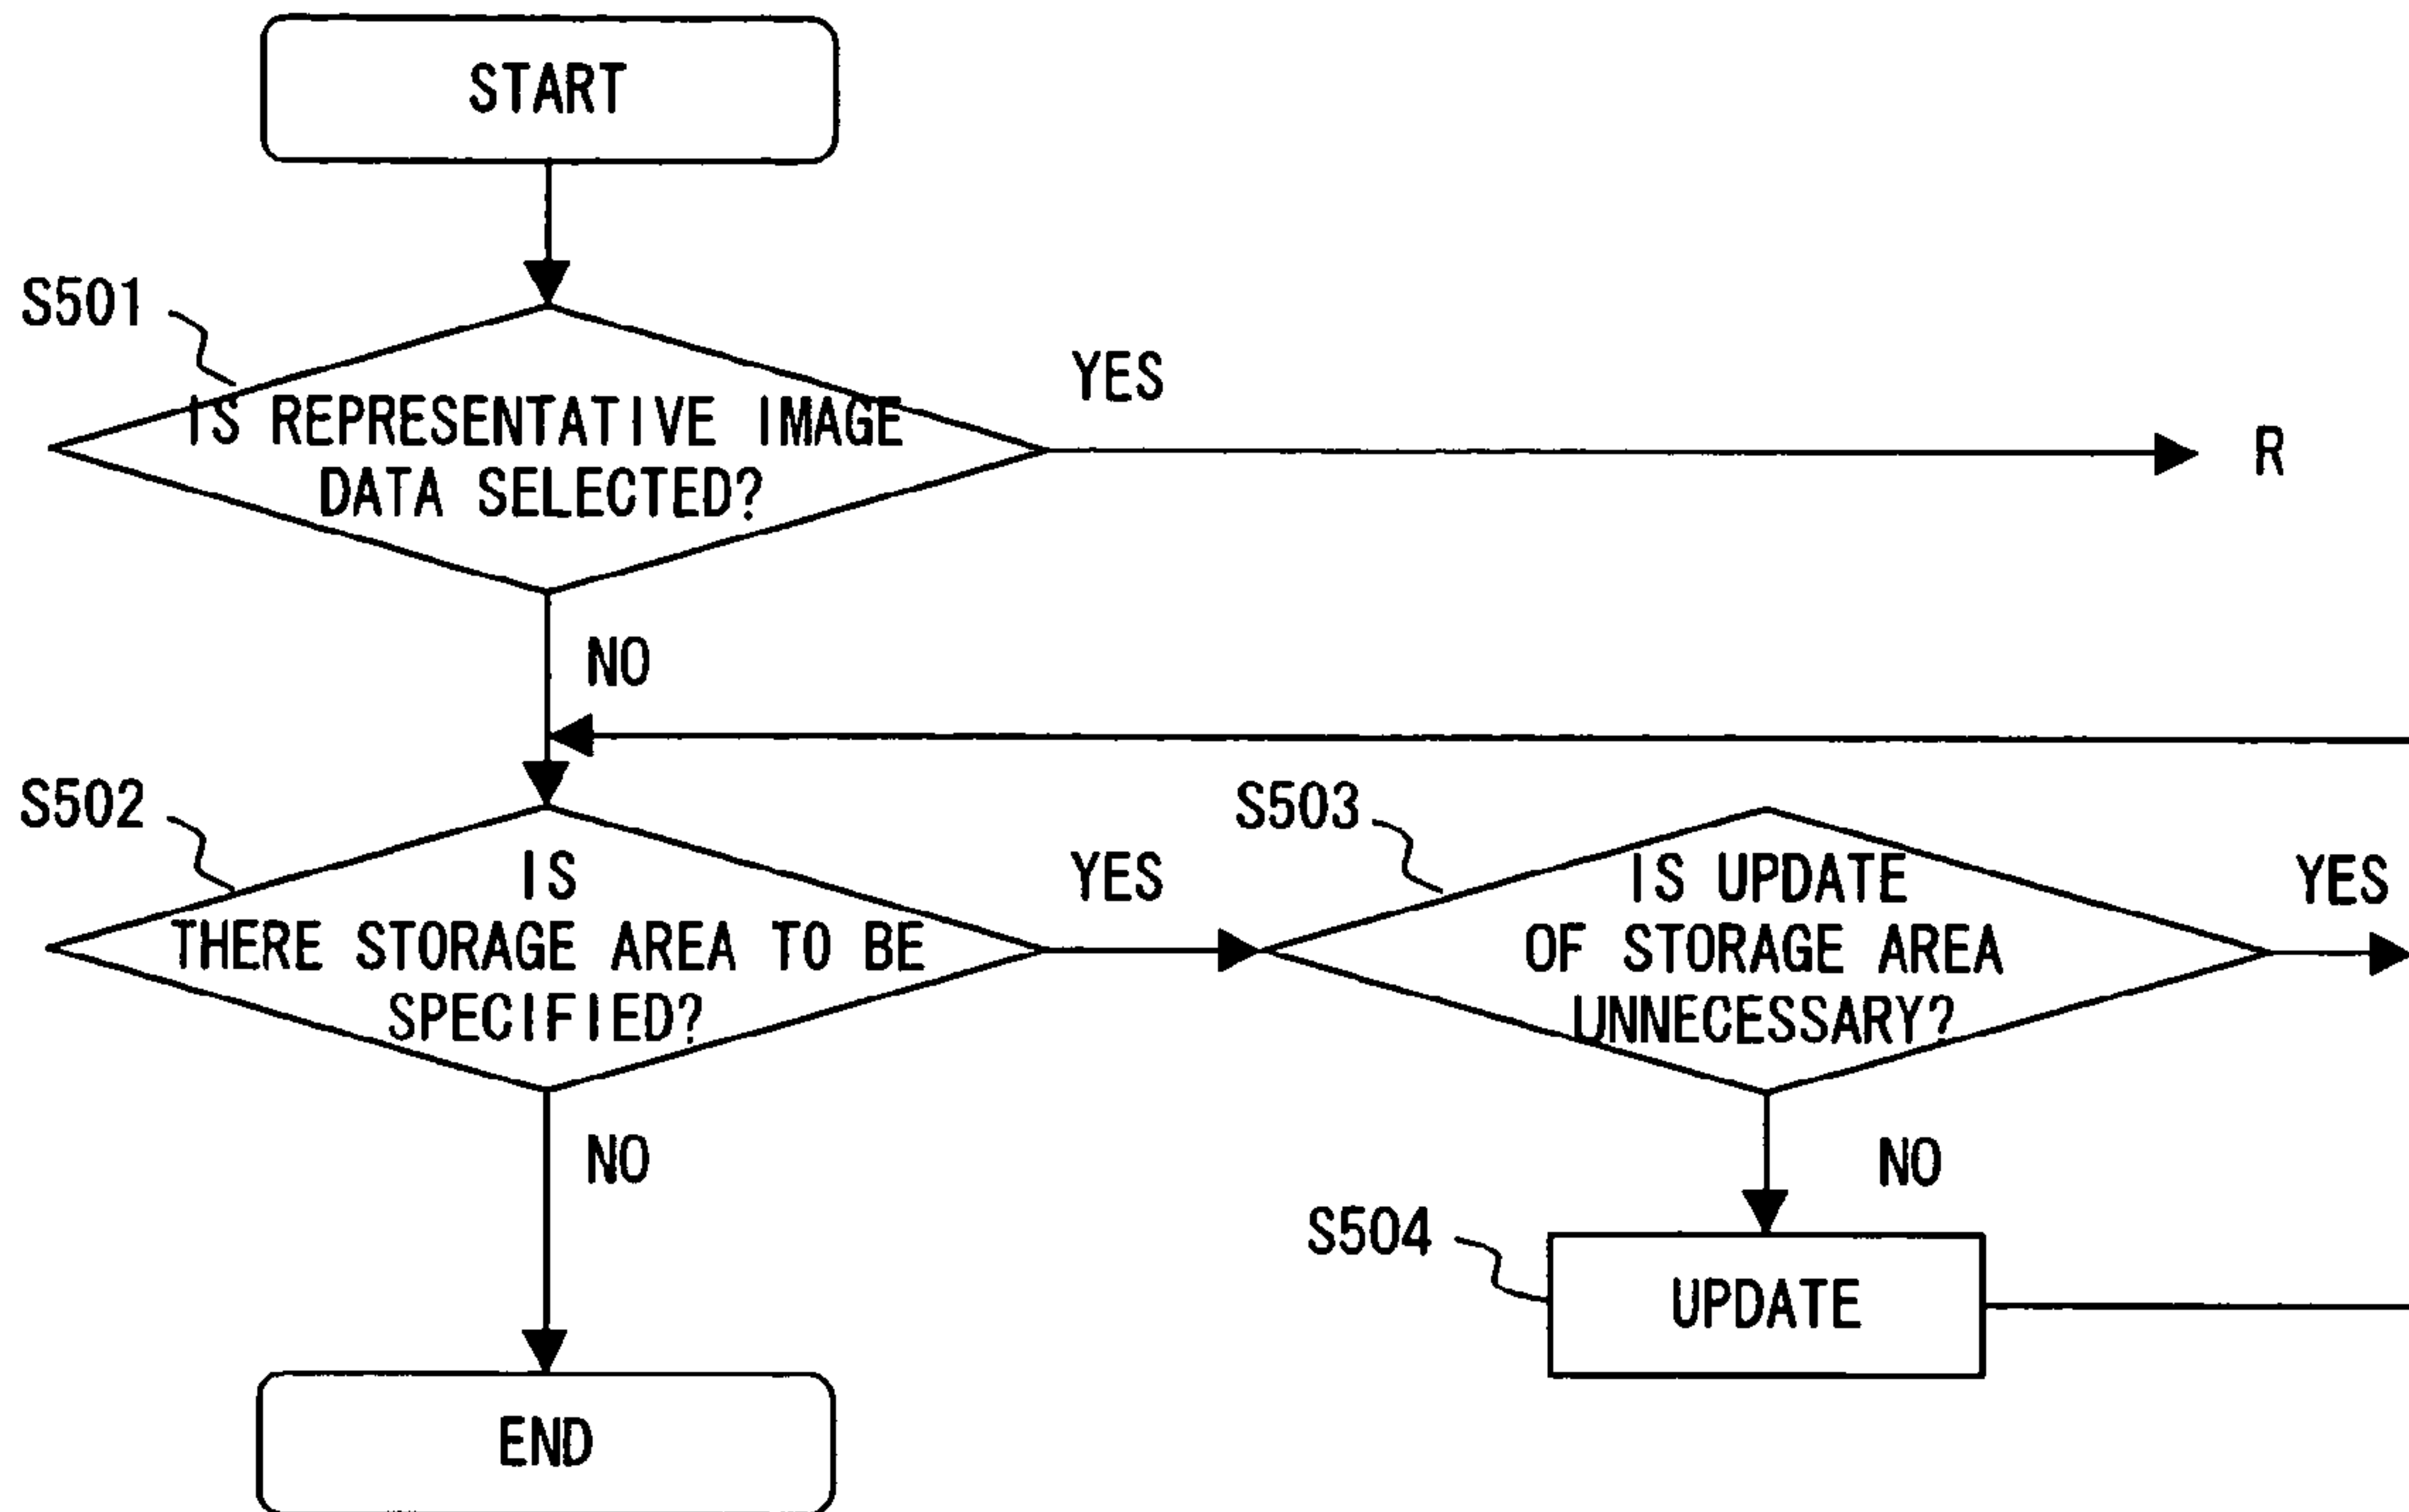 START
S501
IS REPRESENTATIVE IMAGE
DATA SELECTED?
YES
R
NO
S502
IS
THERE STORAGE AREA TO BE
SPECIFIED?
YES
S503
IS UPDATE
OF STORAGE AREA
UNNECESSARY?
YES
NO
NO
S504
UPDATE
END